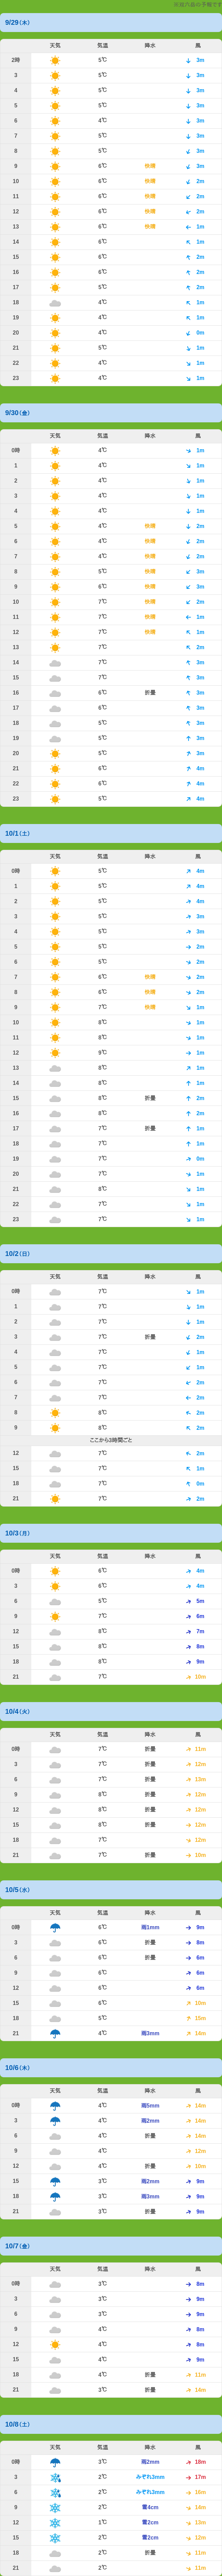 9/29 (木)
天気 気温 降水 風
2時 5℃ 3m
3 5℃ 3m
4 5℃ 3m
5 5℃ 3m
6 4℃ 3m
7 5℃ 3m
8 5℃ 3m
9 6℃ 快晴 3m
10 6℃ 快晴 2m
11 6℃ 快晴 2m
12 6℃ 快晴 2m
13 6℃ 快晴 1m
14 6℃ 1m
15 6℃ 2m
16 6℃ 2m
17 5℃ 2m
18 4℃ 1m
19 4℃ 1m
20 4℃ 0m
21 5℃ 1m
22 4℃ 1m
23 4℃ 1m
9/30 (金)
天気 気温 降水 風
0時 4℃ 1m
1 4℃ 1m
2 4℃ 1m
3 4℃ 1m
4 4℃ 1m
5 4℃ 快晴 2m
6 4℃ 快晴 2m
7 4℃ 快晴 2m
8 5℃ 快晴 3m
9 6℃ 快晴 3m
10 7℃ 快晴 2m
11 7℃ 快晴 1m
12 7℃ 快晴 1m
13 7℃ 2m
14 7℃ 3m
15 7℃ 3m
16 6℃ 折曇 3m
17 6℃ 3m
18 5℃ 3m
19 5℃ 3m
20 5℃ 3m
21 6℃ 4m
22 6℃ 4m
23 5℃ 4m
10/1 (土)
天気 気温 降水 風
0時 5℃ 4m
1 5℃ 4m
2 5℃ 4m
3 5℃ 3m
4 5℃ 3m
5 5℃ 2m
6 5℃ 2m
7 6℃ 快晴 2m
8 6℃ 快晴 2m
9 7℃ 快晴 1m
10 8℃ 1m
11 8℃ 1m
12 9℃ 1m
13 8℃ 1m
14 8℃ 1m
15 8℃ 折曇 2m
16 8℃ 2m
17 7℃ 折曇 1m
18 7℃ 1m
19 7℃ 0m
20 7℃ 1m
21 8℃ 1m
22 7℃ 1m
23 7℃ 1m
10/2 (日)
天気 気温 降水 風
0時 7℃ 1m
1 7℃ 1m
2 7℃ 1m
3 7℃ 折曇 2m
4 7℃ 1m
5 7℃ 1m
6 7℃ 2m
7 7℃ 2m
8 8℃ 2m
9 8℃ 2m
ここから3時間ごと
12 7℃ 2m
15 7℃ 1m
18 7℃ 0m
21 7℃ 2m
10/3 (月)
天気 気温 降水 風
0時 6℃ 4m
3 6℃ 4m
6 5℃ 5m
9 7℃ 6m
12 8℃ 7m
15 8℃ 8m
18 8℃ 9m
21 7℃ 10m
10/4 (火)
天気 気温 降水 風
0時 7℃ 折曇 11m
3 7℃ 折曇 12m
6 7℃ 折曇 13m
9 8℃ 折曇 12m
12 8℃ 折曇 12m
15 8℃ 折曇 12m
18 7℃ 12m
21 7℃ 折曇 10m
10/5 (水)
天気 気温 降水 風
0時 6℃ 雨1mm 9m
3 6℃ 折曇 8m
6 6℃ 折曇 6m
9 6℃ 6m
12 6℃ 6m
15 6℃ 10m
18 5℃ 15m
21 4℃ 雨3mm 14m
10/6 (木)
天気 気温 降水 風
0時 4℃ 雨5mm 14m
3 4℃ 雨2mm 14m
6 4℃ 折曇 14m
9 4℃ 12m
12 4℃ 折曇 10m
15 3℃ 雨2mm 9m
18 3℃ 雨3mm 9m
21 3℃ 折曇 9m
10/7 (金)
天気 気温 降水 風
0時 3℃ 8m
3 3℃ 9m
6 3℃ 9m
9 4℃ 8m
12 4℃ 8m
15 4℃ 9m
18 4℃ 折曇 11m
21 3℃ 折曇 14m
10/8 (土)
天気 気温 降水 風
0時 3℃ 雨2mm 18m
3 2℃ みぞれ3mm 17m
6 2℃ みぞれ3mm 16m
9 2℃ 雪4cm 14m
12 1℃ 雪2cm 13m
15 2℃ 雪2cm 12m
18 2℃ 折曇 11m
21 2℃ 11m